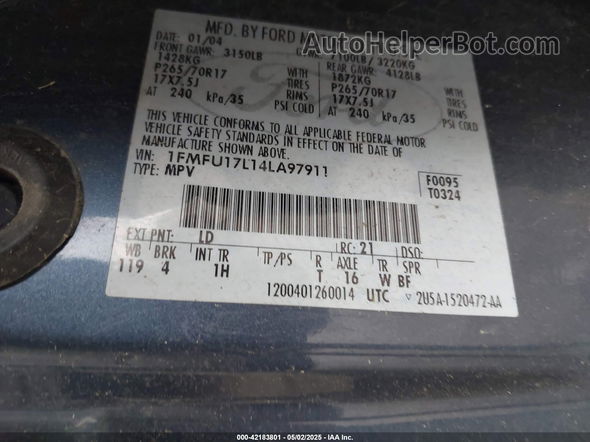 AutoHelperBot.com
MFD. BY FORD M
DATE: 01/04
7100LB/ 3220KG
FRONT GAWR: 3150LB REAR GAWR: 4128LB
1428KG WITH 1872KG WITH
P265/70R17 TIRES P265/70R17 TIRES
17X7.5J RIMS 17X7.5J RIMS
AT 240 kPa/35 PSI COLD AT 240 kPa/35 PSI COLD
THIS VEHICLE CONFORMS TO ALL APPLICABLE FEDERAL MOTOR
VEHICLE SAFETY STANDARDS IN EFFECT ON THE DATE OF
MANUFACTURE SHOWN ABOVE.
VIN: 1FMFU17L14LA97911
TYPE: MPV
F0095
T0324
EXT PNT: LD RC: 21 DSO:
WB BRK INT TR TP/PS R AXLE TR SPR
119 4 1H T 16 W BF
1200401260014 UTC 2U5A-1520472-AA
000-42183801 - 05/02/2025 - IAAI.COM